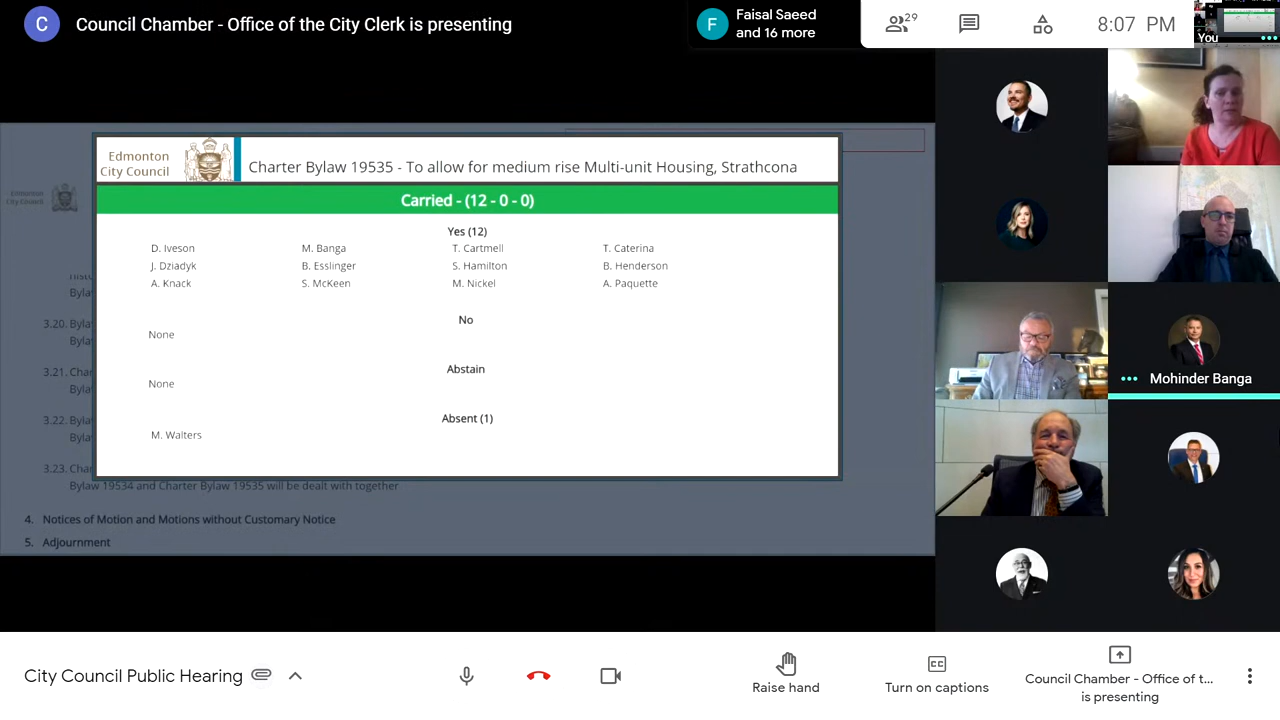 C
Council Chamber - Office of the City Clerk is presenting
F
Faisal Saeed
and 16 more
29
8:07 PM
You
Edmonton
City Council
Charter Bylaw 19535 - To allow for medium rise Multi-unit Housing, Strathcona
Carried - (12 - 0 - 0)
Yes (12)
D. Iveson M. Banga T. Cartmell T. Caterina
J. Dziadyk B. Esslinger S. Hamilton B. Henderson
A. Knack S. McKeen M. Nickel A. Paquette
No
None
Abstain
None
Absent (1)
M. Walters
Edmonton
City Council
3.20.
3.21.
3.22.
3.23.
Bylaw 19534 and Charter Bylaw 19535 will be dealt with together
4. Notices of Motion and Motions without Customary Notice
5. Adjournment
Mohinder Banga
City Council Public Hearing
Raise hand
Turn on captions
Council Chamber - Office of t...
is presenting